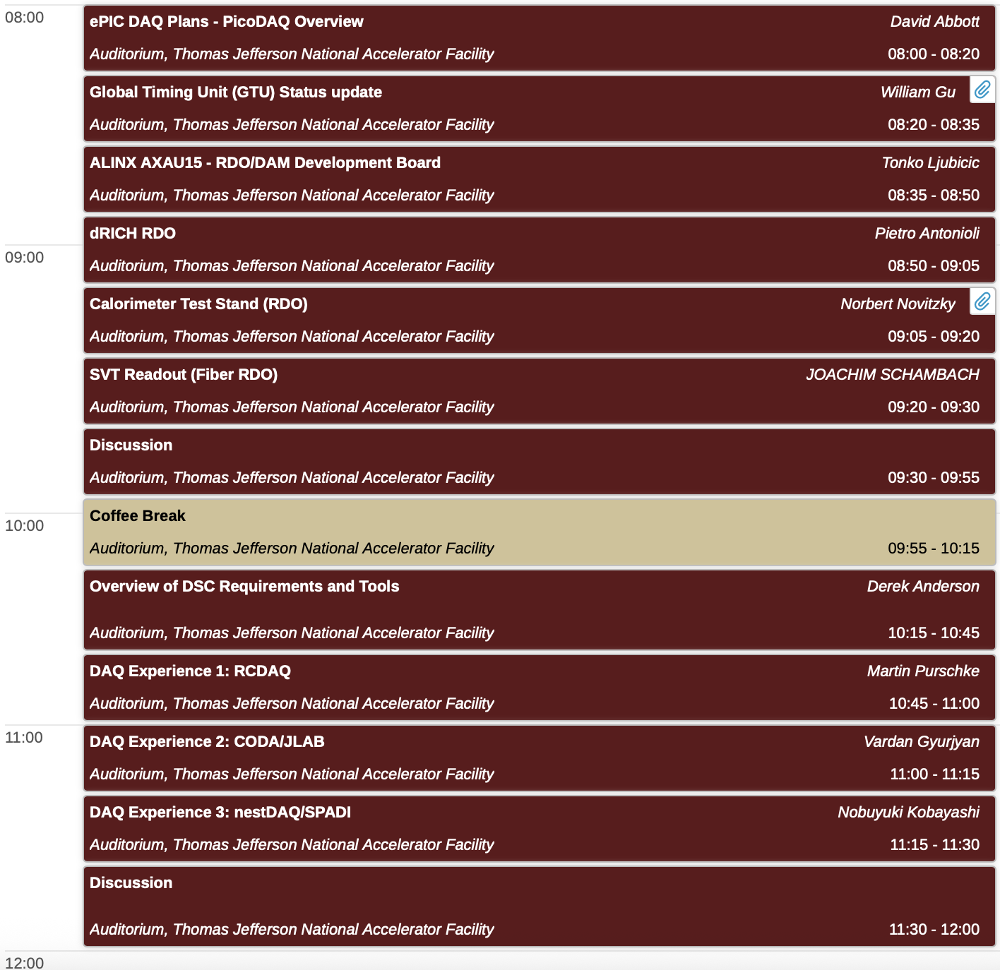 08:00
ePIC DAQ Plans - PicoDAQ Overview David Abbott
Auditorium, Thomas Jefferson National Accelerator Facility 08:00 - 08:20
Global Timing Unit (GTU) Status update William Gu
Auditorium, Thomas Jefferson National Accelerator Facility 08:20 - 08:35
ALINX AXAU15 - RDO/DAM Development Board Tonko Ljubicic
Auditorium, Thomas Jefferson National Accelerator Facility 08:35 - 08:50
dRICH RDO Pietro Antonioli
09:00
Auditorium, Thomas Jefferson National Accelerator Facility 08:50 - 09:05
Calorimeter Test Stand (RDO) Norbert Novitzky
Auditorium, Thomas Jefferson National Accelerator Facility 09:05 - 09:20
SVT Readout (Fiber RDO) JOACHIM SCHAMBACH
Auditorium, Thomas Jefferson National Accelerator Facility 09:20 - 09:30
Discussion
Auditorium, Thomas Jefferson National Accelerator Facility 09:30 - 09:55
Coffee Break
10:00
Auditorium, Thomas Jefferson National Accelerator Facility 09:55 - 10:15
Overview of DSC Requirements and Tools Derek Anderson
Auditorium, Thomas Jefferson National Accelerator Facility 10:15 - 10:45
DAQ Experience 1: RCDAQ Martin Purschke
Auditorium, Thomas Jefferson National Accelerator Facility 10:45 - 11:00
11:00
DAQ Experience 2: CODA/JLAB Vardan Gyurjyan
Auditorium, Thomas Jefferson National Accelerator Facility 11:00 - 11:15
DAQ Experience 3: nestDAQ/SPADI Nobuyuki Kobayashi
Auditorium, Thomas Jefferson National Accelerator Facility 11:15 - 11:30
Discussion
Auditorium, Thomas Jefferson National Accelerator Facility 11:30 - 12:00
12:00